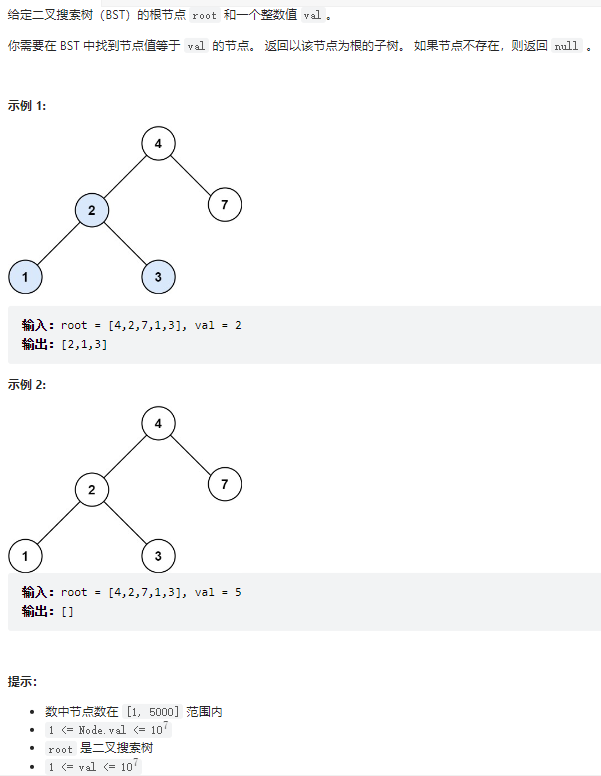 给定二叉搜索树（BST）的根节点 root 和一个整数值 val。
你需要在 BST 中找到节点值等于 val 的节点。 返回以该节点为根的子树。 如果节点不存在，则返回 null 。
示例 1:
4
2
7
1
3
输入：root = [4,2,7,1,3], val = 2
输出：[2,1,3]
示例 2:
4
2
7
1
3
输入：root = [4,2,7,1,3], val = 5
输出：[]
提示：
• 数中节点数在 [1, 5000] 范围内
• 1 <= Node.val <= 10⁷
• root 是二叉搜索树
• 1 <= val <= 10⁷